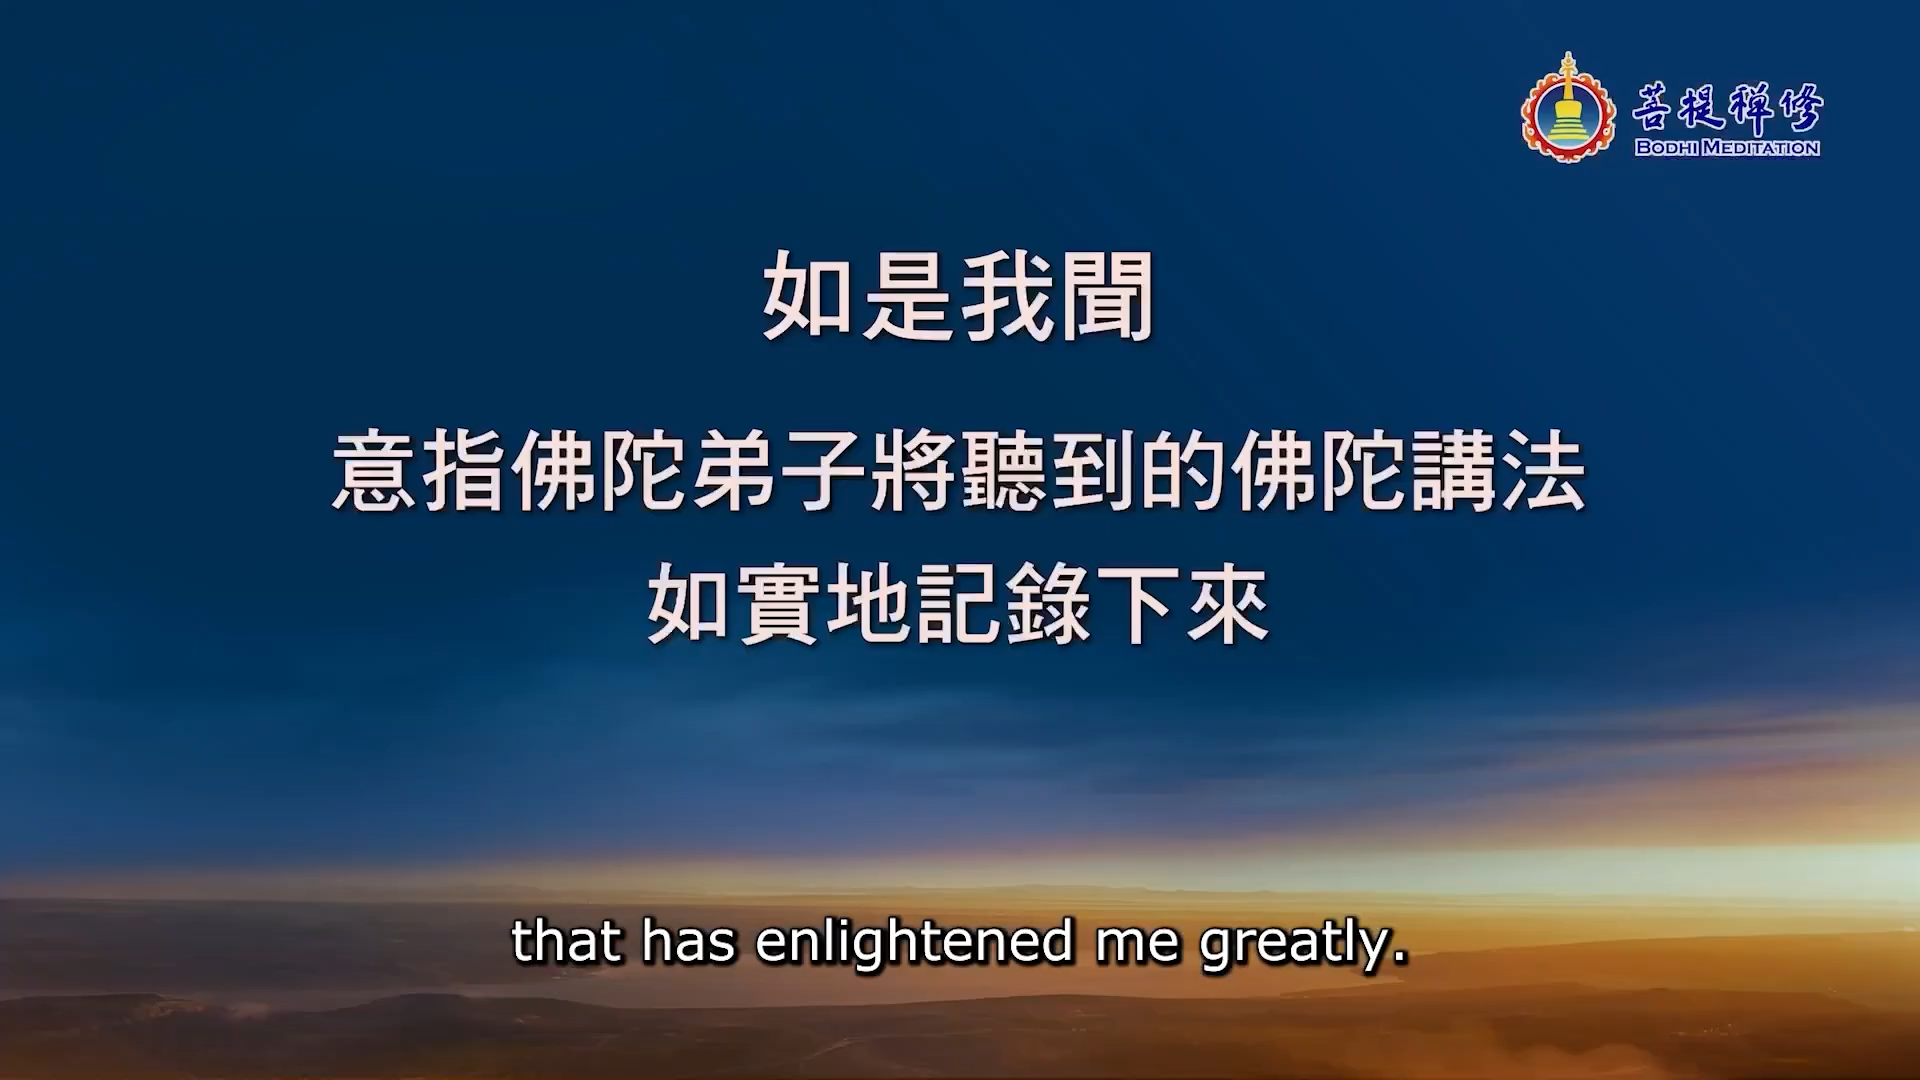 菩提禪修
BODHI MEDITATION
如是我聞
意指佛陀弟子將聽到的佛陀講法
如實地記錄下來
that has enlightened me greatly.